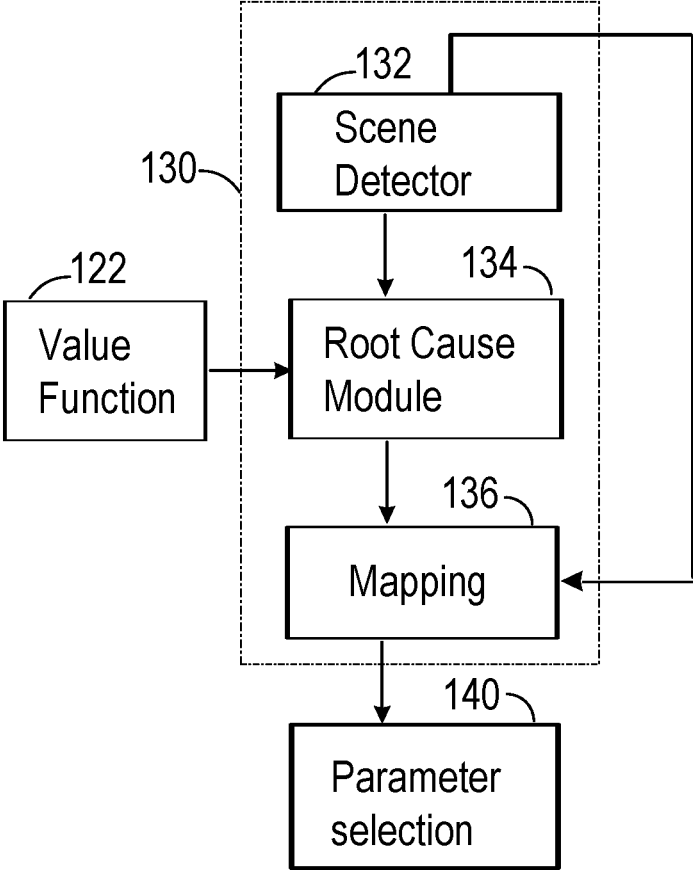 132
Scene
Detector
130
122
Value
Function
134
Root Cause
Module
136
Mapping
140
Parameter
selection